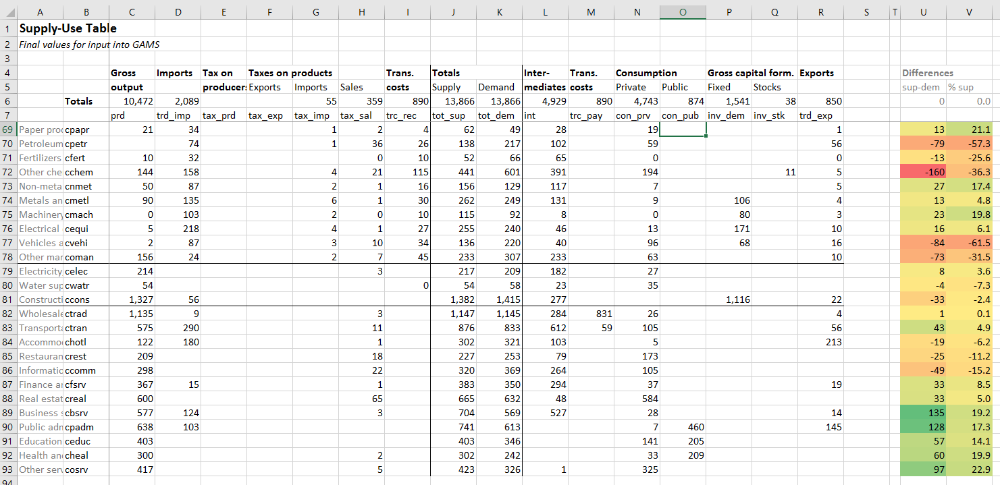 A B C D E F G H I J K L M N O P Q R S T U V
1 Supply-Use Table
2 Final values for input into GAMS
3
4 Gross Imports Tax on Taxes on products Trans. Totals Inter- Trans. Consumption Gross capital form. Exports Differences
5 output producer: Exports Imports Sales costs Supply Demand mediates costs Private Public Fixed Stocks sup-dem % sup
6 Totals 10,472 2,089 55 359 890 13,866 13,866 4,929 890 4,743 874 1,541 38 850 0 0.0
7 prd trd_imp tax_prd tax_exp tax_imp tax_sal trc_rec tot_sup tot_dem int trc_pay con_prv con_pub inv_dem inv_stk trd_exp
69 Paper pro cpapr 21 34 1 2 4 62 49 28 19 1 13 21.1
70 Petroleum cpetr 74 1 36 26 138 217 102 59 56 -79 -57.3
71 Fertilizers cfert 10 32 0 10 52 66 65 0 0 -13 -25.6
72 Other che cchem 144 158 4 21 115 441 601 391 194 11 5 -160 -36.3
73 Non-meta cnmet 50 87 2 1 16 156 129 117 7 5 27 17.4
74 Metals an cmetl 90 135 6 1 30 262 249 131 9 106 4 13 4.8
75 Machinery cmach 0 103 2 0 10 115 92 8 0 80 3 23 19.8
76 Electrical cequi 5 218 4 1 27 255 240 46 13 171 10 16 6.1
77 Vehicles a cvehi 2 87 3 10 34 136 220 40 96 68 16 -84 -61.5
78 Other mar coman 156 24 2 7 45 233 307 233 63 10 -73 -31.5
79 Electricity celec 214 3 217 209 182 27 8 3.6
80 Water sup cwatr 54 0 54 58 23 35 -4 -7.3
81 Constructi ccons 1,327 56 1,382 1,415 277 1,116 22 -33 -2.4
82 Wholesale ctrad 1,135 9 3 1,147 1,145 284 831 26 4 1 0.1
83 Transporta ctran 575 290 11 876 833 612 59 105 56 43 4.9
84 Accommo chotl 122 180 1 302 321 103 5 213 -19 -6.2
85 Restauran crest 209 18 227 253 79 173 -25 -11.2
86 Informatic ccomm 298 22 320 369 264 105 -49 -15.2
87 Finance ar cfsrv 367 15 1 383 350 294 37 19 33 8.5
88 Real estat creal 600 65 665 632 48 584 33 5.0
89 Business s cbsrv 577 124 3 704 569 527 28 14 135 19.2
90 Public adn cpadm 638 103 741 613 7 460 145 128 17.3
91 Education ceduc 403 403 346 141 205 57 14.1
92 Health an cheal 300 2 302 242 33 209 60 19.9
93 Other serv cosrv 417 5 423 326 1 325 97 22.9
94